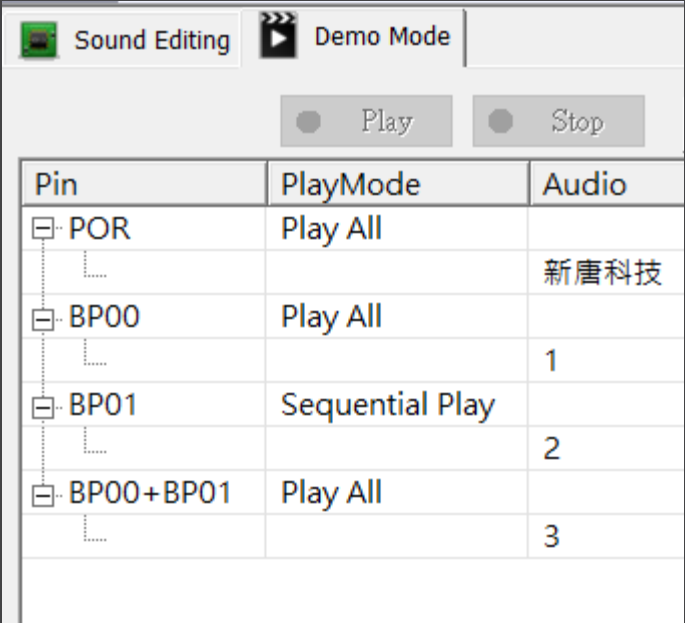 Sound Editing Demo Mode
Play Stop
Pin PlayMode Audio
POR Play All
新唐科技
BP00 Play All
1
BP01 Sequential Play
2
BP00+BP01 Play All
3